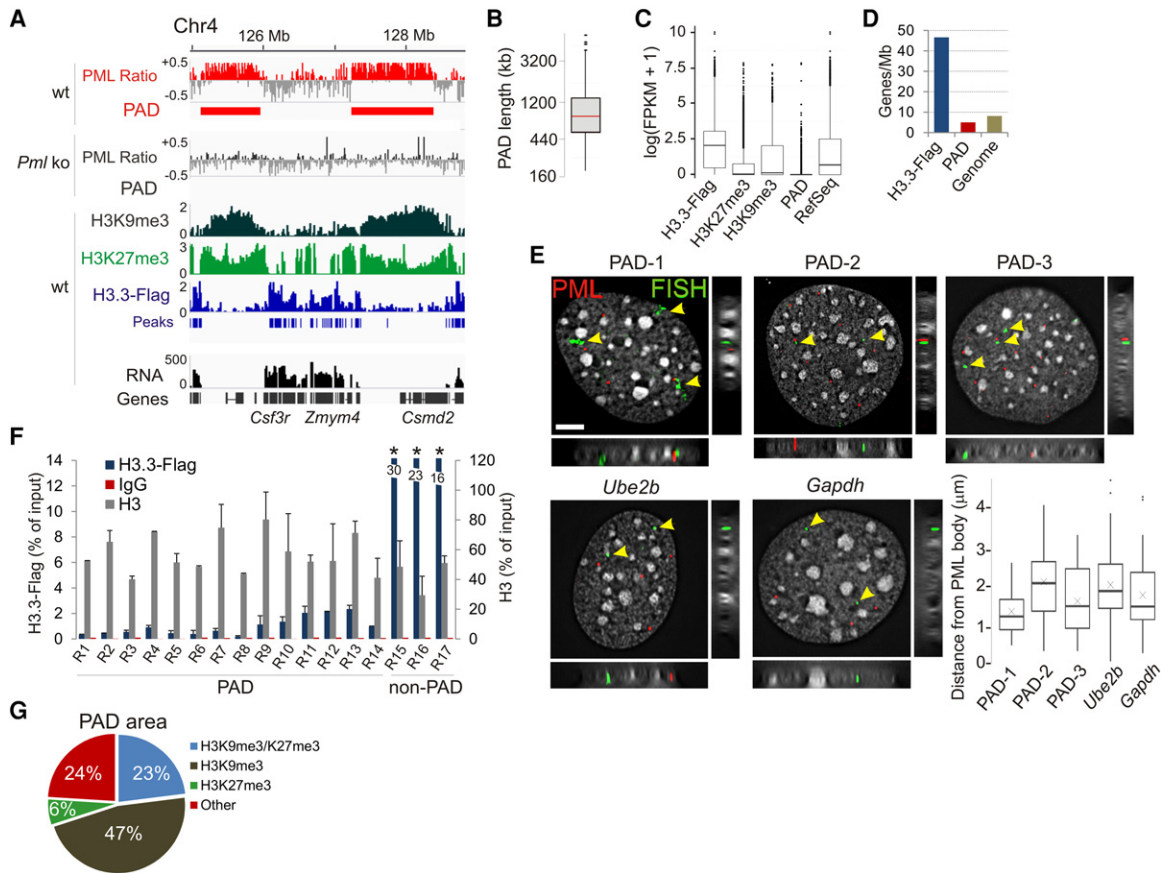 A
Chr4
126 Mb
128 Mb
wt
PML Ratio
+0.5
-0.5
PAD
Pml ko
PML Ratio
+0.5
-0.5
PAD
wt
H3K9me3
2
0
H3K27me3
3
0
H3.3-Flag
2
0
Peaks
RNA
500
0
Genes
Csf3r
Zmym4
Csmd2
B
PAD length (kb)
3200
1200
440
160
C
log(FPKM + 1)
10
7.5
5.0
2.5
0
H3.3-Flag
H3K27me3
H3K9me3
PAD
RefSeq
D
Genes/Mb
50
40
30
20
10
0
H3.3-Flag
PAD
Genome
E
PAD-1
PAD-2
PAD-3
PML
FISH
Ube2b
Gapdh
Distance from PML body (μm)
4
3
2
1
0
PAD-1
PAD-2
PAD-3
Ube2b
Gapdh
F
H3.3-Flag (% of input)
14
12
10
8
6
4
2
0
H3.3-Flag
IgG
H3
* * *
30
23
16
120
100
80
60
40
20
0
H3 (% of input)
R1
R2
R3
R4
R5
R6
R7
R8
R9
R10
R11
R12
R13
R14
R15
R16
R17
PAD
non-PAD
G
PAD area
24%
23%
6%
47%
H3K9me3/K27me3
H3K9me3
H3K27me3
Other